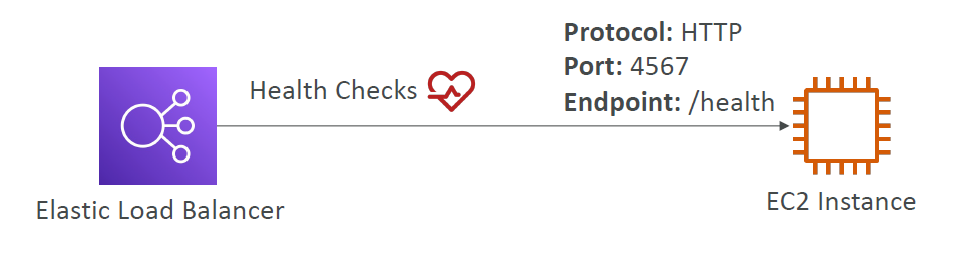 Protocol: HTTP
Port: 4567
Endpoint: /health
Health Checks
Elastic Load Balancer
EC2 Instance